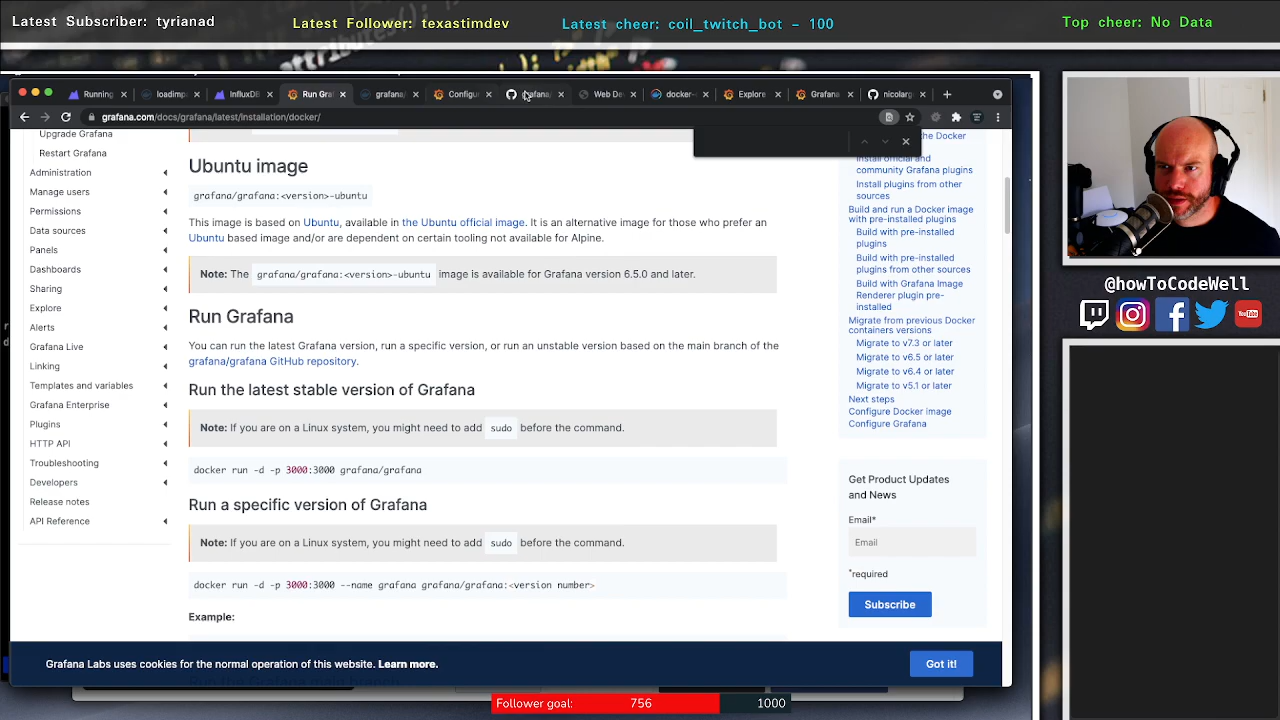 Latest Subscriber: tyrianad
Latest Follower: texastimdev
Latest cheer: coil_twitch_bot - 100
Top cheer: No Data
attributes
Running
loadimpa
InfluxDB
Run Gra
grafana/
Configur
grafana/
Web Dev
docker-c
Explore
Grafana
nicolarg
grafana.com/docs/grafana/latest/installation/docker/
Upgrade Grafana
Restart Grafana
Administration
Manage users
Permissions
Data sources
Panels
Dashboards
Sharing
Explore
Alerts
Grafana Live
Linking
Templates and variables
Grafana Enterprise
Plugins
HTTP API
Troubleshooting
Developers
Release notes
API Reference
Ubuntu image
grafana/grafana:<version>-ubuntu
This image is based on Ubuntu, available in the Ubuntu official image. It is an alternative image for those who prefer an
Ubuntu based image and/or are dependent on certain tooling not available for Alpine.
Note: The grafana/grafana:<version>-ubuntu image is available for Grafana version 6.5.0 and later.
Run Grafana
You can run the latest Grafana version, run a specific version, or run an unstable version based on the main branch of the
grafana/grafana GitHub repository.
Run the latest stable version of Grafana
Note: If you are on a Linux system, you might need to add sudo before the command.
docker run -d -p 3000:3000 grafana/grafana
Run a specific version of Grafana
Note: If you are on a Linux system, you might need to add sudo before the command.
docker run -d -p 3000:3000 --name grafana grafana/grafana:<version number>
Example:
Run the Grafana main branch
the Docker
Install official and
community Grafana plugins
Install plugins from other
sources
Build and run a Docker image
with pre-installed plugins
Build with pre-installed
plugins
Build with pre-installed
plugins from other sources
Build with Grafana Image
Renderer plugin pre-
installed
Migrate from previous Docker
containers versions
Migrate to v7.3 or later
Migrate to v6.5 or later
Migrate to v6.4 or later
Migrate to v5.1 or later
Next steps
Configure Docker image
Configure Grafana
Get Product Updates
and News
Email*
Email
*required
Subscribe
Grafana Labs uses cookies for the normal operation of this website. Learn more.
Got it!
@howToCodeWell
You Tube
Follower goal: 756 1000